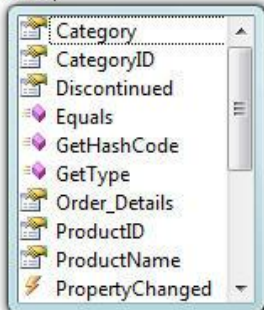 Category
CategoryID
Discontinued
Equals
GetHashCode
GetType
Order_Details
ProductID
ProductName
PropertyChanged